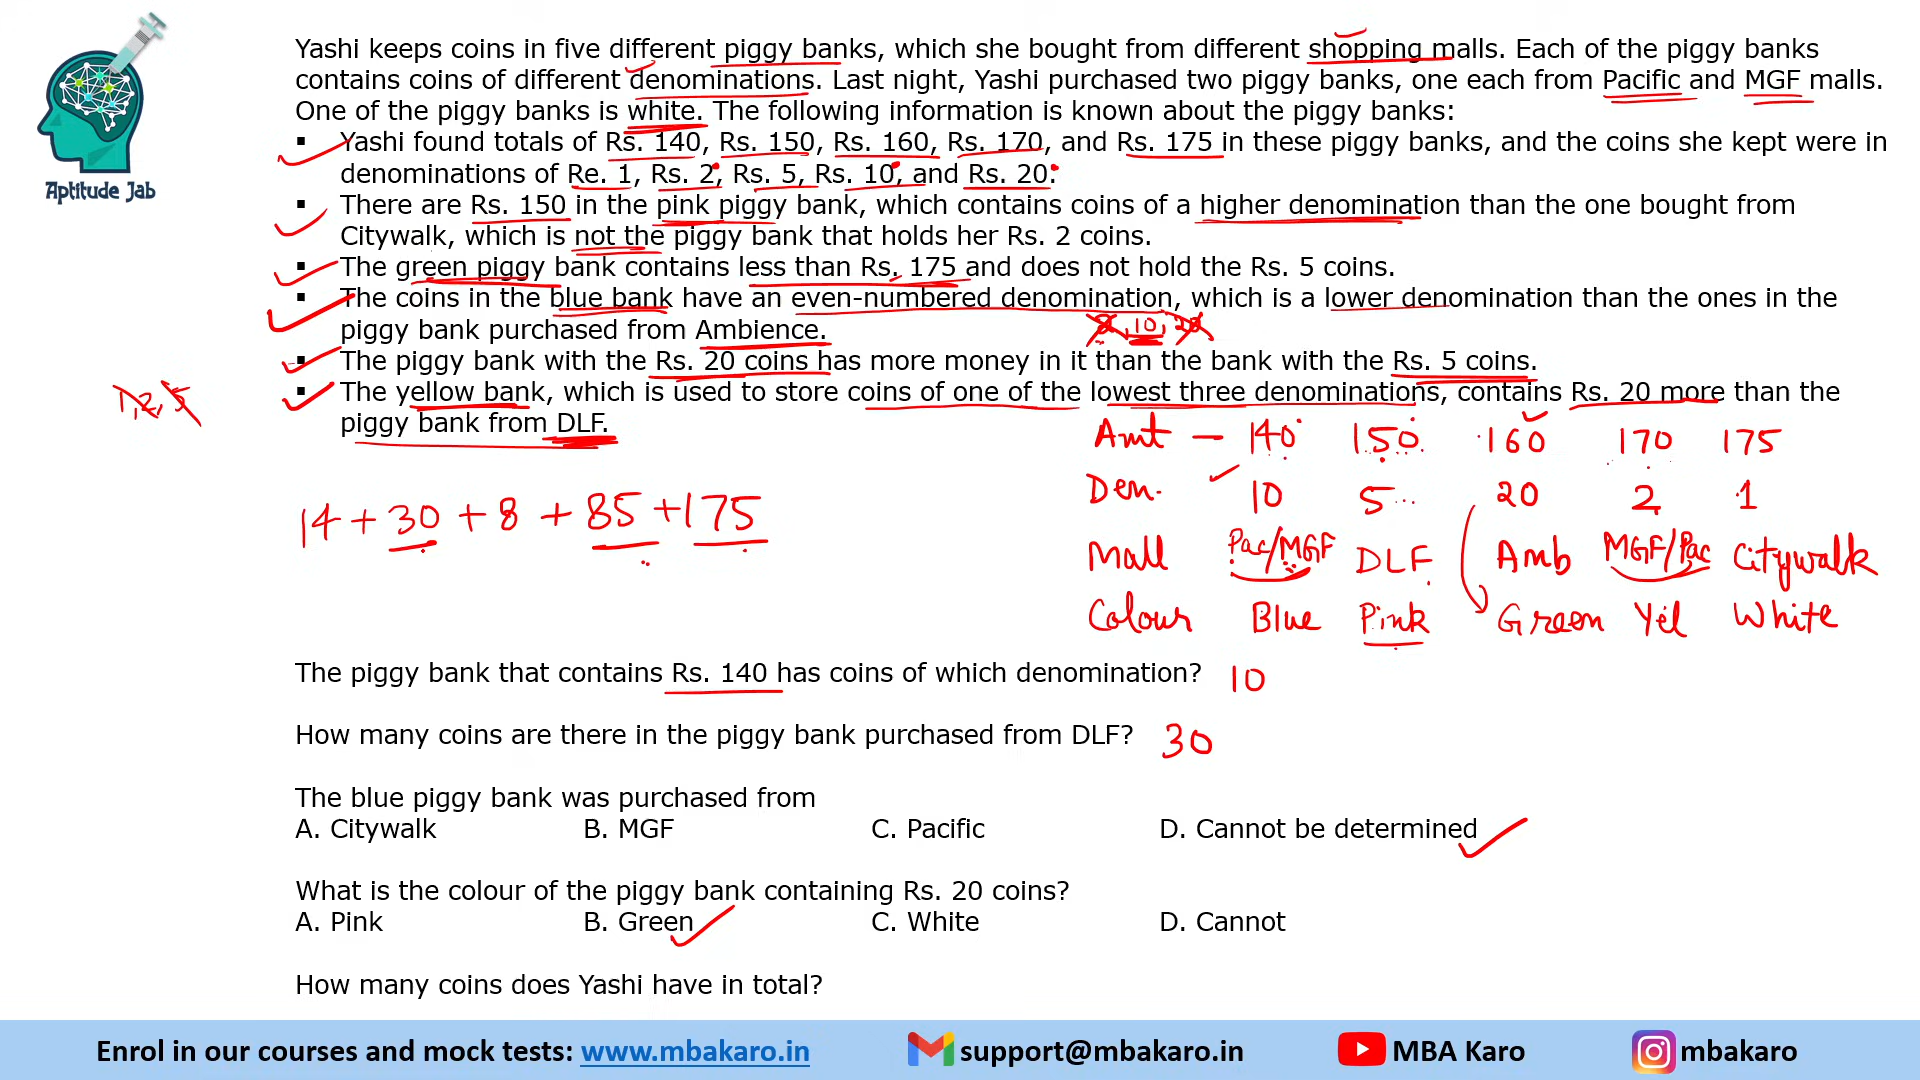 Yashi keeps coins in five different piggy banks, which she bought from different shopping malls. Each of the piggy banks
contains coins of different denominations. Last night, Yashi purchased two piggy banks, one each from Pacific and MGF malls.
One of the piggy banks is white. The following information is known about the piggy banks:
▪ Yashi found totals of Rs. 140, Rs. 150, Rs. 160, Rs. 170, and Rs. 175 in these piggy banks, and the coins she kept were in
denominations of Re. 1, Rs. 2, Rs. 5, Rs. 10, and Rs. 20.
▪ There are Rs. 150 in the pink piggy bank, which contains coins of a higher denomination than the one bought from
Citywalk, which is not the piggy bank that holds her Rs. 2 coins.
▪ The green piggy bank contains less than Rs. 175 and does not hold the Rs. 5 coins.
▪ The coins in the blue bank have an even-numbered denomination, which is a lower denomination than the ones in the
piggy bank purchased from Ambience.
2, 10, 20
▪ The piggy bank with the Rs. 20 coins has more money in it than the bank with the Rs. 5 coins.
▪ The yellow bank, which is used to store coins of one of the lowest three denominations, contains Rs. 20 more than the
piggy bank from DLF.
1, 2, 5
Aptitude Jab
Amt - 140 150 160 170 175
Den. 10 5 20 2 1
Mall Pac/MGF DLF Amb MGF/Pac Citywalk
Colour Blue Pink Green Yel White
14 + 30 + 8 + 85 + 175
The piggy bank that contains Rs. 140 has coins of which denomination? 10
How many coins are there in the piggy bank purchased from DLF? 30
The blue piggy bank was purchased from
A. Citywalk B. MGF C. Pacific D. Cannot be determined
What is the colour of the piggy bank containing Rs. 20 coins?
A. Pink B. Green C. White D. Cannot
How many coins does Yashi have in total?
Enrol in our courses and mock tests: www.mbakaro.in support@mbakaro.in MBA Karo mbakaro